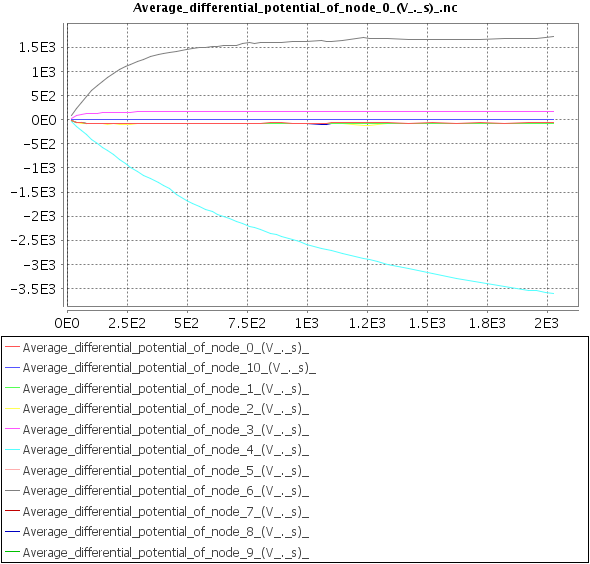 Average_differential_potential_of_node_0_(V_._s)_.nc
1.5E3
1E3
5E2
0E0
-5E2
-1E3
-1.5E3
-2E3
-2.5E3
-3E3
-3.5E3
0E0 2.5E2 5E2 7.5E2 1E3 1.2E3 1.5E3 1.8E3 2E3
Average_differential_potential_of_node_0_(V_._s)_
Average_differential_potential_of_node_10_(V_._s)_
Average_differential_potential_of_node_1_(V_._s)_
Average_differential_potential_of_node_2_(V_._s)_
Average_differential_potential_of_node_3_(V_._s)_
Average_differential_potential_of_node_4_(V_._s)_
Average_differential_potential_of_node_5_(V_._s)_
Average_differential_potential_of_node_6_(V_._s)_
Average_differential_potential_of_node_7_(V_._s)_
Average_differential_potential_of_node_8_(V_._s)_
Average_differential_potential_of_node_9_(V_._s)_